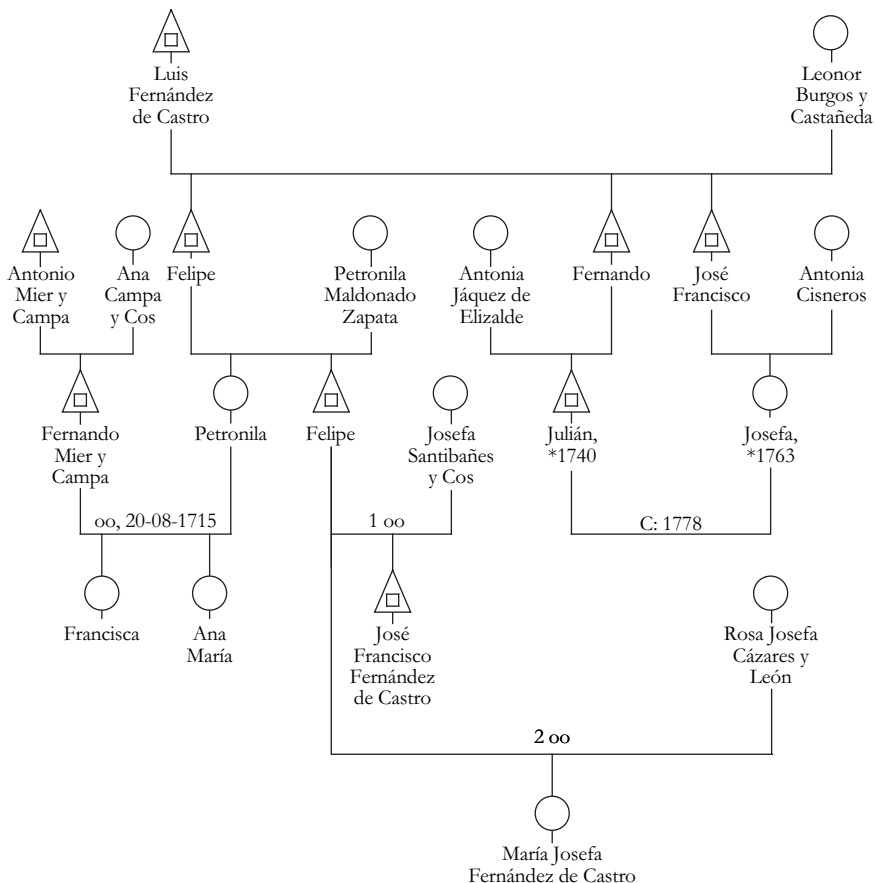 Luis
Fernández
de Castro
Leonor
Burgos y
Castañeda
Antonio
Mier y
Campa
Ana
Campa
y Cos
Felipe
Petronila
Maldonado
Zapata
Antonia
Jáquez de
Elizalde
Fernando
José
Francisco
Antonia
Cisneros
Fernando
Mier y
Campa
Petronila
Felipe
Josefa
Santibañes
y Cos
Julián,
*1740
Josefa,
*1763
oo, 20-08-1715
1 oo
C: 1778
Francisca
Ana
María
José
Francisco
Fernández
de Castro
Rosa Josefa
Cázares y
León
2 oo
María Josefa
Fernández de Castro